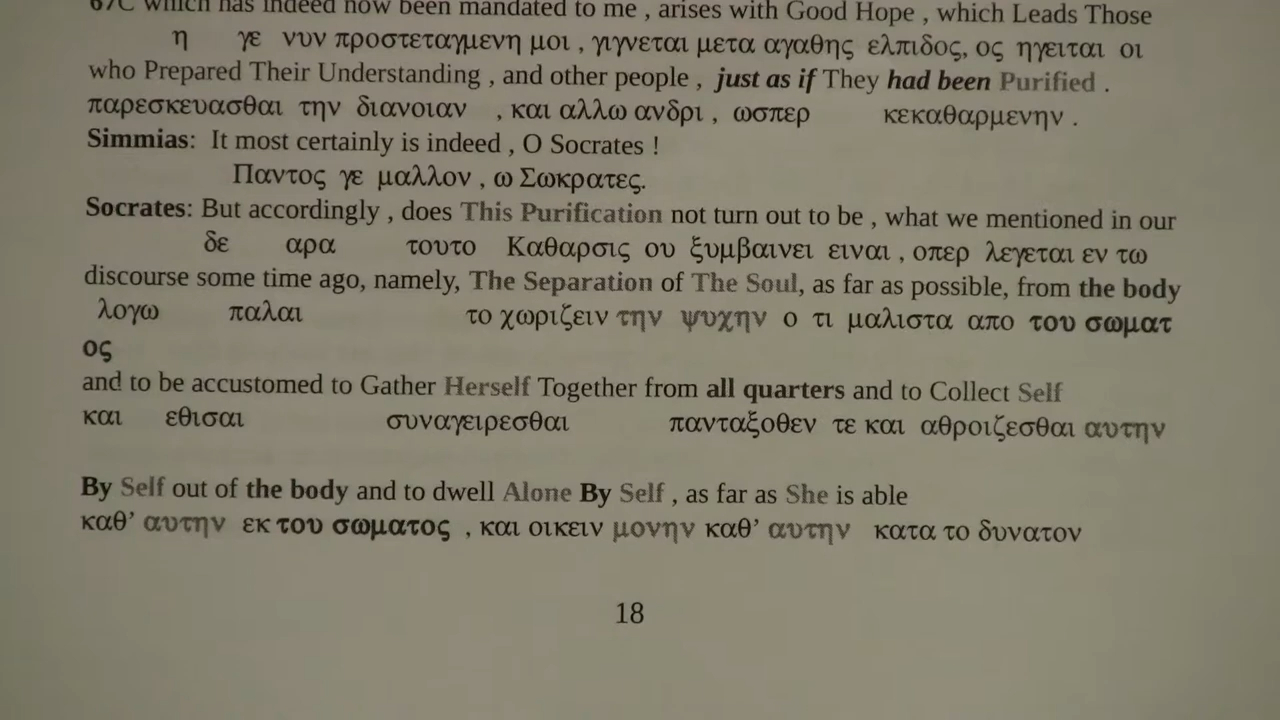 67C which has indeed now been mandated to me , arises with Good Hope , which Leads Those
η γε νυν προστεταγμενη μοι , γιγνεται μετα αγαθης ελπιδος, ος ηγειται οι
who Prepared Their Understanding , and other people , just as if They had been Purified .
παρεσκευασθαι την διανοιαν , και αλλω ανδρι , ωσπερ κεκαθαρμενην .
Simmias: It most certainly is indeed , O Socrates !
Παντος γε μαλλον , ω Σωκρατες.
Socrates: But accordingly , does This Purification not turn out to be , what we mentioned in our
δε αρα τουτο Καθαρσις ου ξυμβαινει ειναι , οπερ λεγεται εν τω
discourse some time ago, namely, The Separation of The Soul, as far as possible, from the body
λογω παλαι το χωριζειν την ψυχην ο τι μαλιστα απο του σωματ
ος
and to be accustomed to Gather Herself Together from all quarters and to Collect Self
και εθισαι συναγειρεσθαι πανταξοθεν τε και αθροιζεσθαι αυτην
By Self out of the body and to dwell Alone By Self , as far as She is able
καθ’ αυτην εκ του σωματος , και οικειν μονην καθ’ αυτην κατα το δυνατον
18